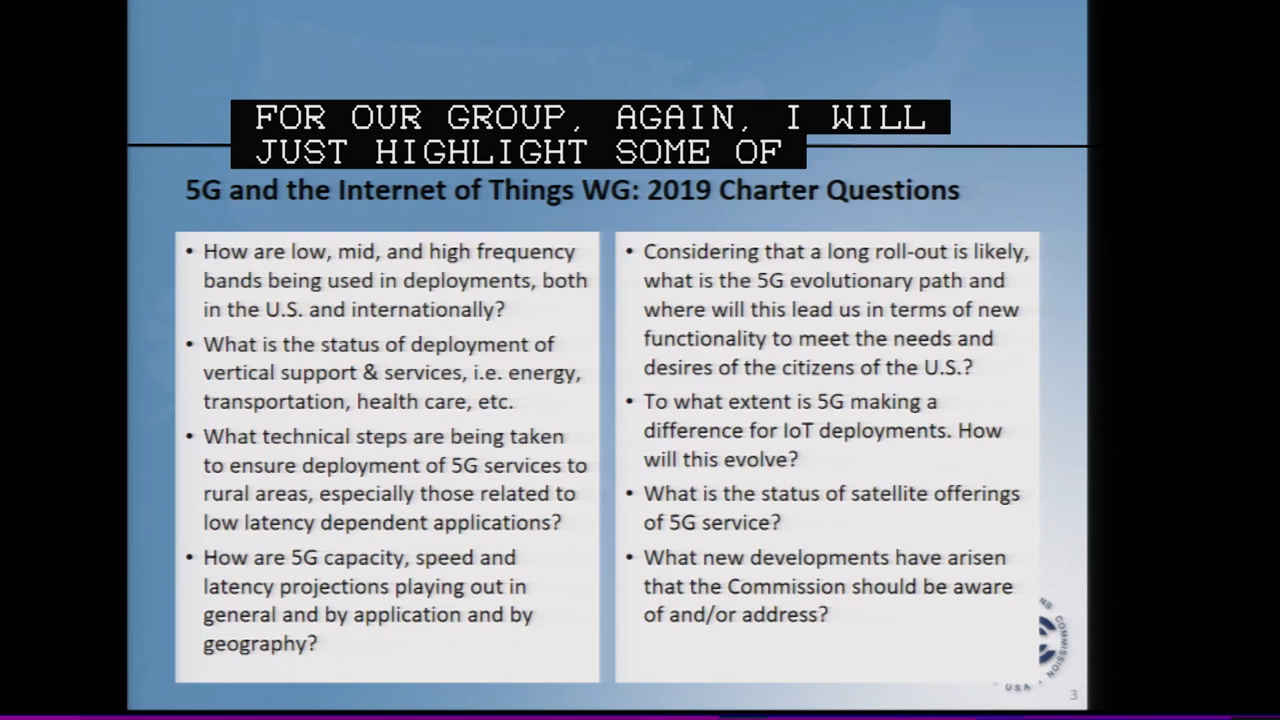 FOR OUR GROUP, AGAIN, I WILL
JUST HIGHLIGHT SOME OF
5G and the Internet of Things WG: 2019 Charter Questions
• How are low, mid, and high frequency
bands being used in deployments, both
in the U.S. and internationally?
• What is the status of deployment of
vertical support & services, i.e. energy,
transportation, health care, etc.
• What technical steps are being taken
to ensure deployment of 5G services to
rural areas, especially those related to
low latency dependent applications?
• How are 5G capacity, speed and
latency projections playing out in
general and by application and by
geography?
• Considering that a long roll-out is likely,
what is the 5G evolutionary path and
where will this lead us in terms of new
functionality to meet the needs and
desires of the citizens of the U.S.?
• To what extent is 5G making a
difference for IoT deployments. How
will this evolve?
• What is the status of satellite offerings
of 5G service?
• What new developments have arisen
that the Commission should be aware
of and/or address?
NS COMMISSION • USA •
3